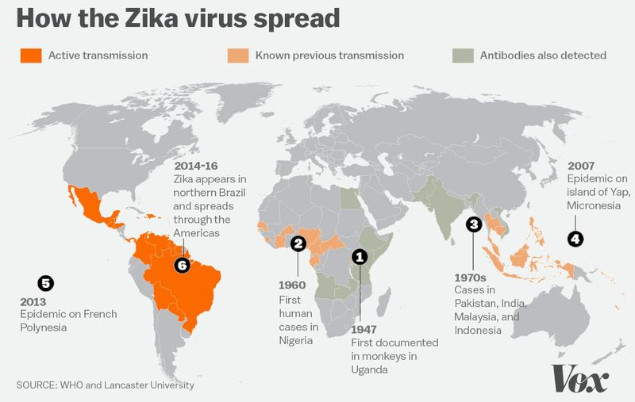 How the Zika virus spread
Active transmission
Known previous transmission
Antibodies also detected
2014-16
Zika appears in
northern Brazil
and spreads
through the
Americas
2007
Epidemic on
island of Yap,
Micronesia
6
2
1
3
4
5
2013
Epidemic on French
Polynesia
1960
First
human
cases in
Nigeria
1947
First documented
in monkeys in
Uganda
1970s
Cases in
Pakistan, India,
Malaysia, and
Indonesia
SOURCE: WHO and Lancaster University
Vox